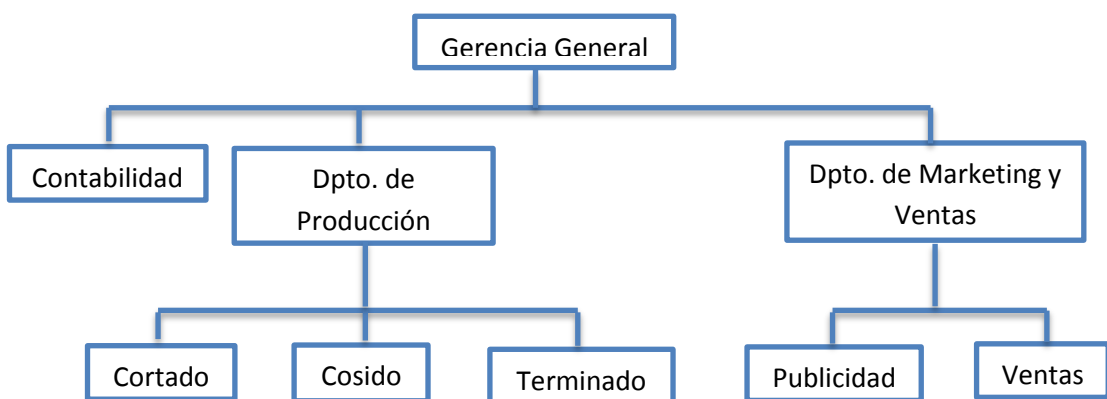 Gerencia General
Contabilidad
Dpto. de
Producción
Dpto. de Marketing y
Ventas
Cortado
Cosido
Terminado
Publicidad
Ventas